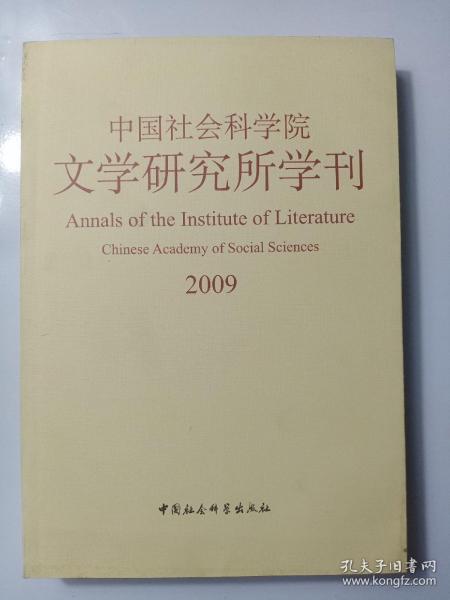 中国社会科学院
文学研究所学刊
Annals of the Institute of Literature
Chinese Academy of Social Sciences
2009
中国社会科学出版社
孔夫子旧书网
www.kongfz.com